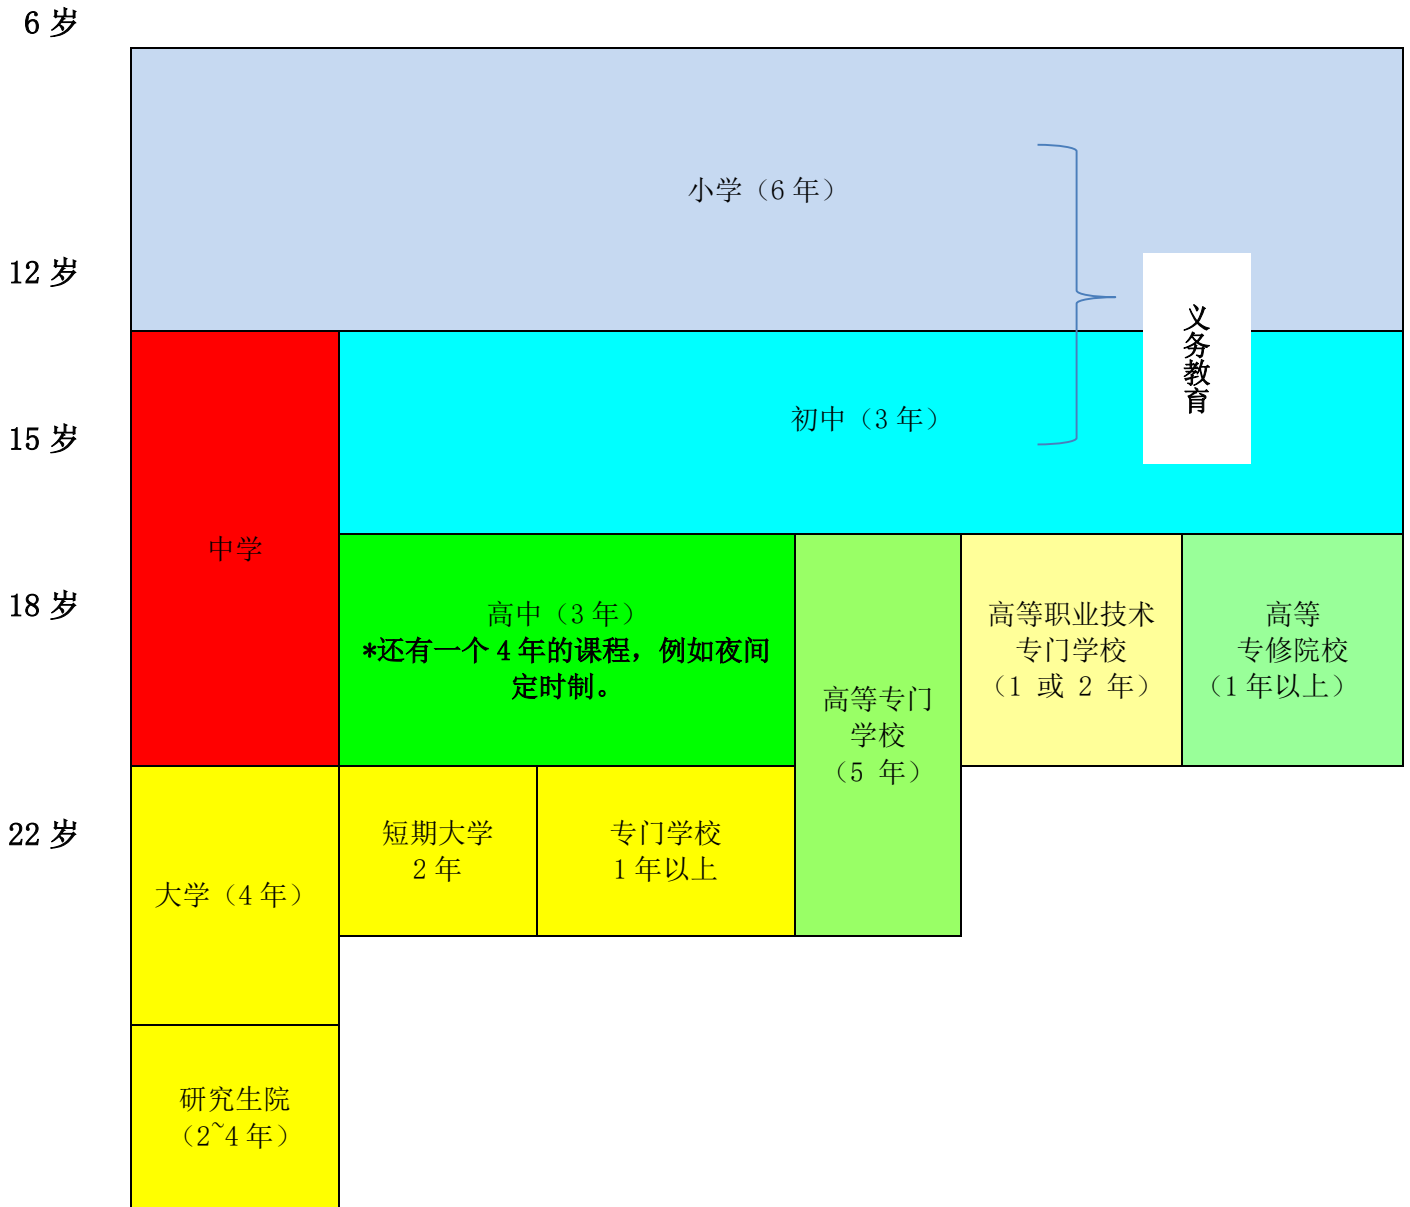 6 岁
小学（6 年）
12 岁
义务教育
初中（3 年）
15 岁
中学
18 岁
高中（3 年）
*还有一个 4 年的课程，例如夜间
定时制。
高等专门
学校
（5 年）
高等职业技术
专门学校
（1 或 2 年）
高等
专修院校
（1 年以上）
22 岁
大学（4 年）
短期大学
2 年
专门学校
1 年以上
研究生院
（2~4 年）